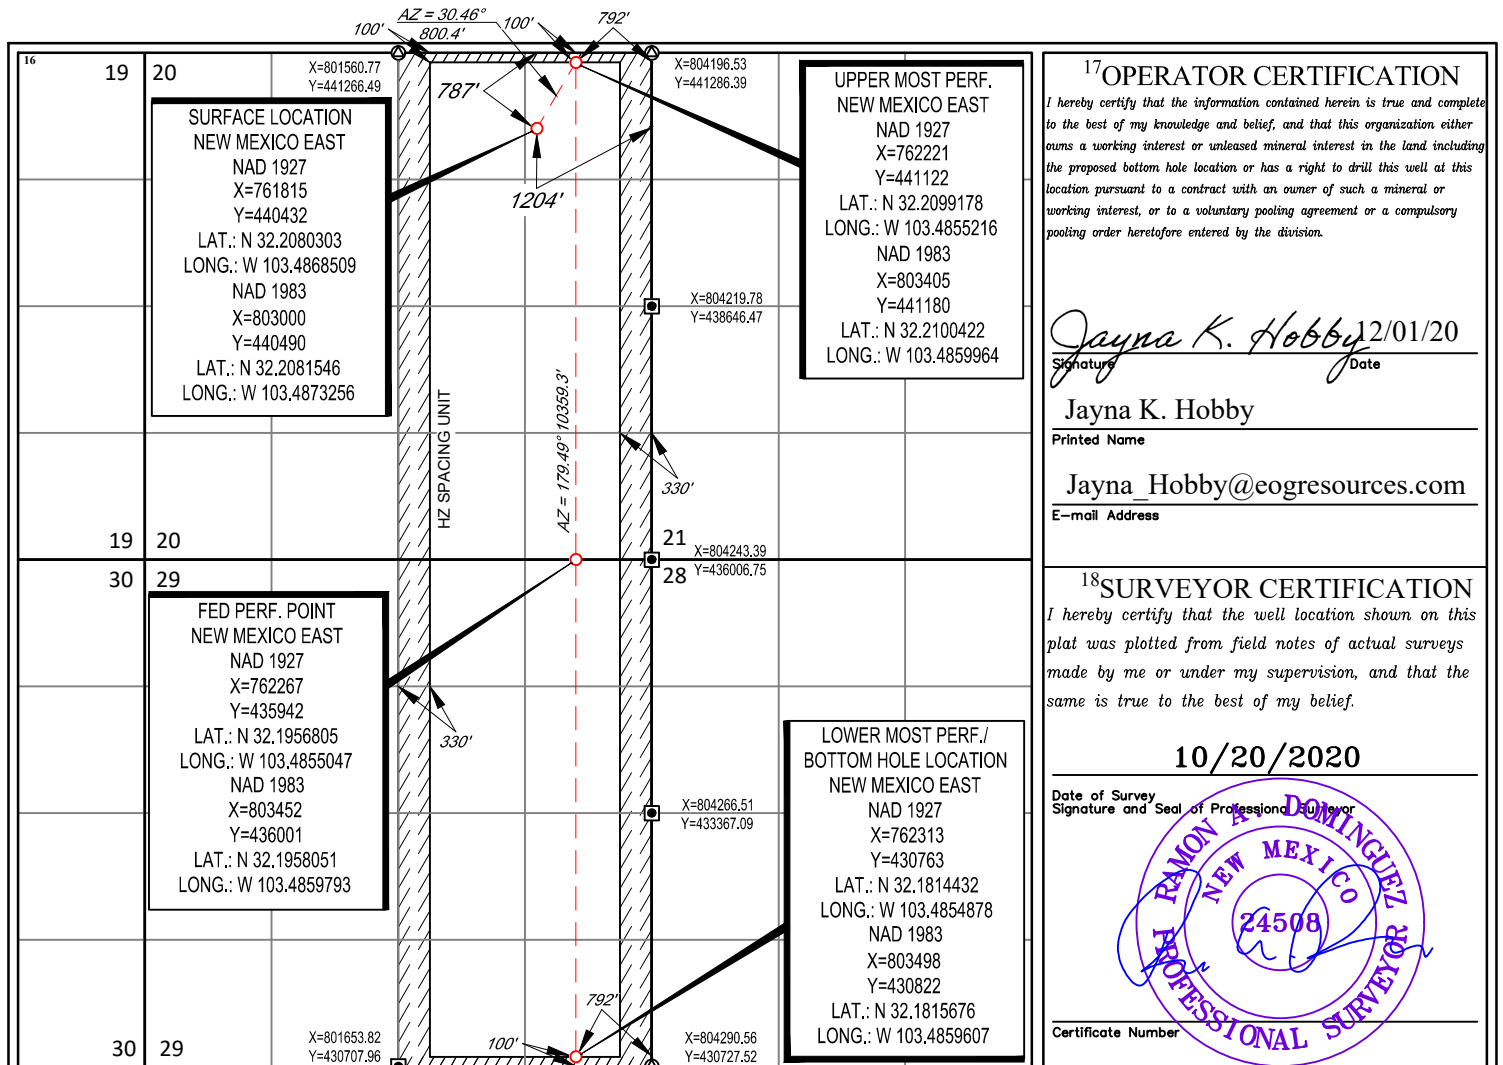 AZ = 30.46°
800.4'
100'
100'
792'
16
19 20
X=801560.77
Y=441266.49
X=804196.53
Y=441286.39
787'
1204'
SURFACE LOCATION
NEW MEXICO EAST
NAD 1927
X=761815
Y=440432
LAT.: N 32.2080303
LONG.: W 103.4868509
NAD 1983
X=803000
Y=440490
LAT.: N 32.2081546
LONG.: W 103.4873256
UPPER MOST PERF.
NEW MEXICO EAST
NAD 1927
X=762221
Y=441122
LAT.: N 32.2099178
LONG.: W 103.4855216
NAD 1983
X=803405
Y=441180
LAT.: N 32.2100422
LONG.: W 103.4859964
X=804219.78
Y=438646.47
HZ SPACING UNIT
AZ = 179.49° 10359.3'
330'
19 20
21
X=804243.39
Y=436006.75
30 29
28
FED PERF. POINT
NEW MEXICO EAST
NAD 1927
X=762267
Y=435942
LAT.: N 32.1956805
LONG.: W 103.4855047
NAD 1983
X=803452
Y=436001
LAT.: N 32.1958051
LONG.: W 103.4859793
330'
X=804266.51
Y=433367.09
LOWER MOST PERF./
BOTTOM HOLE LOCATION
NEW MEXICO EAST
NAD 1927
X=762313
Y=430763
LAT.: N 32.1814432
LONG.: W 103.4854878
NAD 1983
X=803498
Y=430822
LAT.: N 32.1815676
LONG.: W 103.4859607
792'
100'
30 29
X=801653.82
Y=430707.96
X=804290.56
Y=430727.52
17 OPERATOR CERTIFICATION
I hereby certify that the information contained herein is true and complete
to the best of my knowledge and belief, and that this organization either
owns a working interest or unleased mineral interest in the land including
the proposed bottom hole location or has a right to drill this well at this
location pursuant to a contract with an owner of such a mineral or
working interest, or to a voluntary pooling agreement or a compulsory
pooling order heretofore entered by the division.
Jayna K. Hobby 12/01/20
Signature Date
Jayna K. Hobby
Printed Name
Jayna_Hobby@eogresources.com
E-mail Address
18 SURVEYOR CERTIFICATION
I hereby certify that the well location shown on this
plat was plotted from field notes of actual surveys
made by me or under my supervision, and that the
same is true to the best of my belief.
10/20/2020
Date of Survey
Signature and Seal of Professional Surveyor
RAMON A. DOMINGUEZ
NEW MEXICO
24508
PROFESSIONAL SURVEYOR
Certificate Number